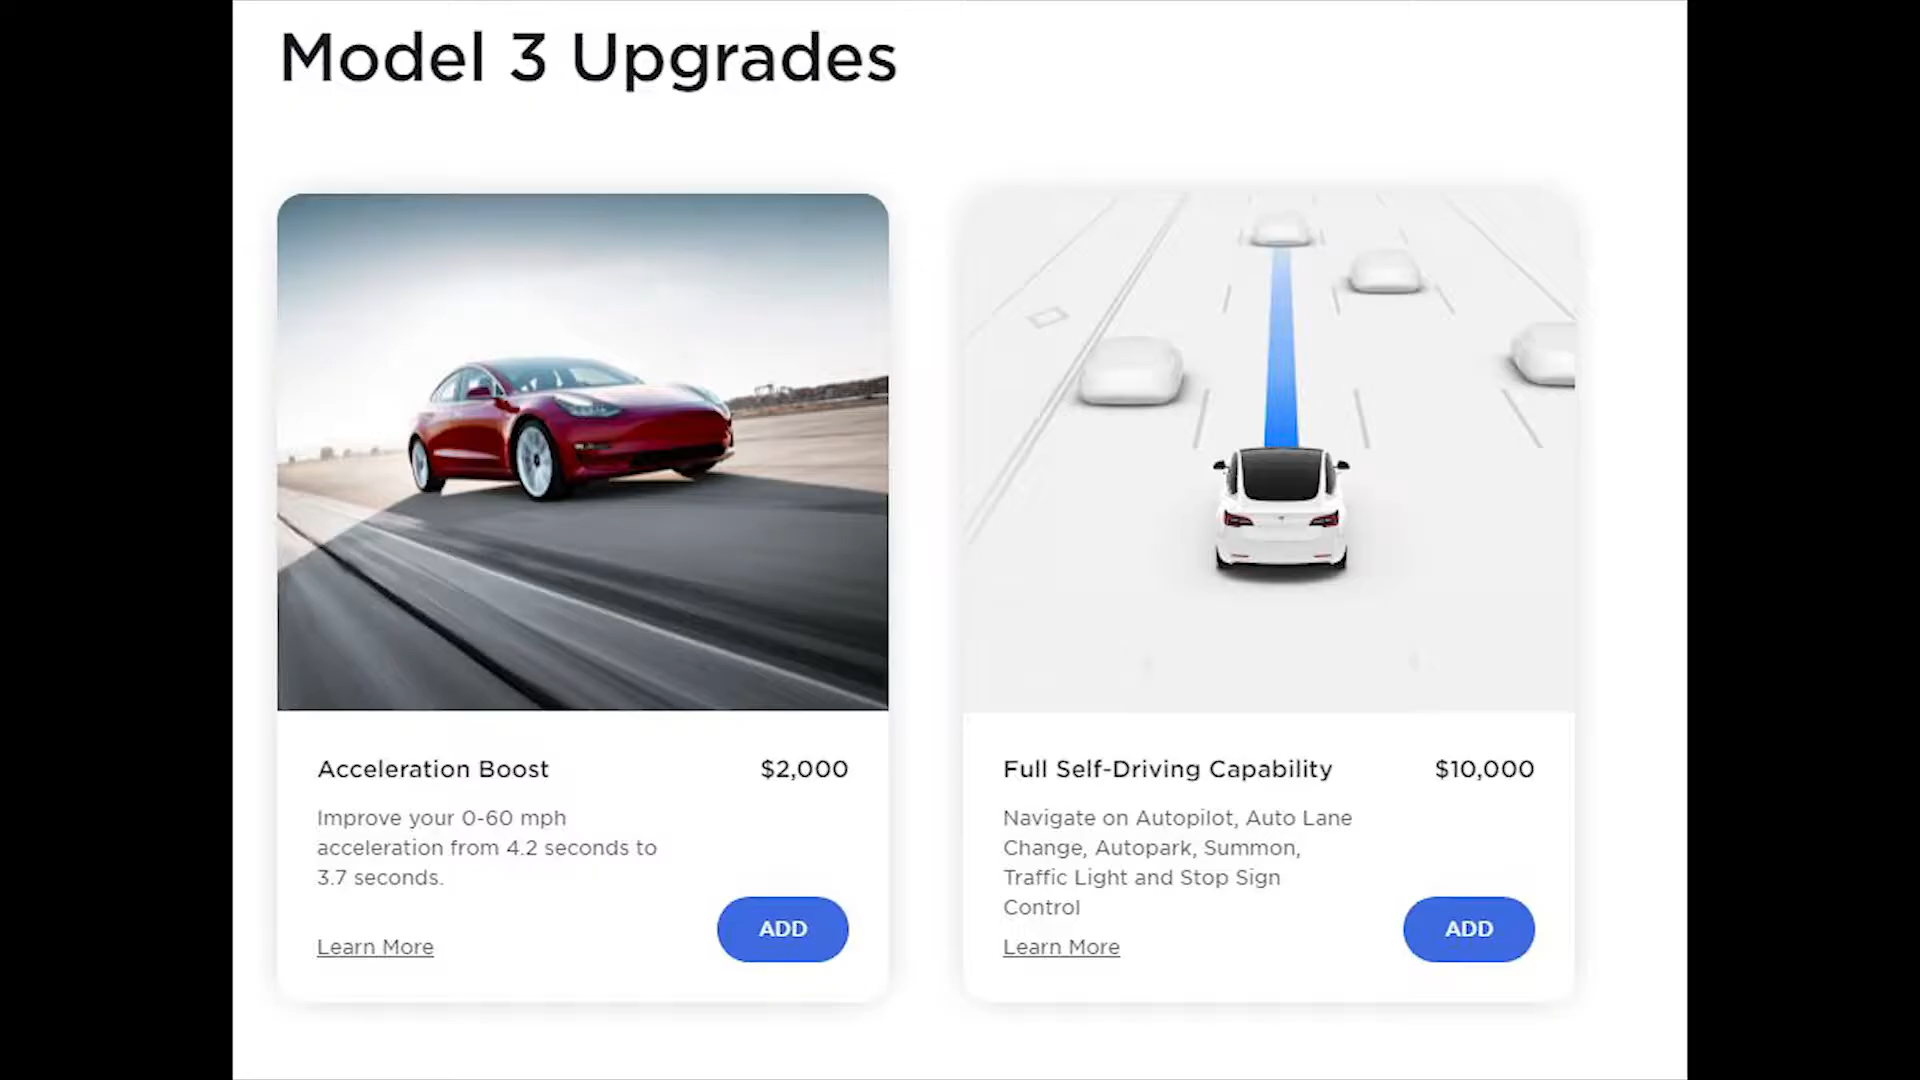 Model 3 Upgrades
Acceleration Boost $2,000
Improve your 0-60 mph
acceleration from 4.2 seconds to
3.7 seconds.
ADD
Learn More
Full Self-Driving Capability $10,000
Navigate on Autopilot, Auto Lane
Change, Autopark, Summon,
Traffic Light and Stop Sign
Control
ADD
Learn More